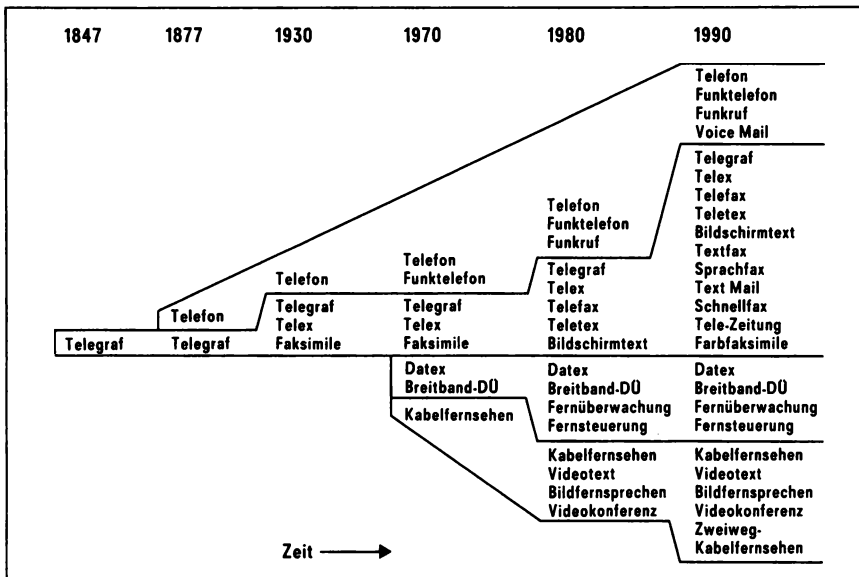 1847
1877
1930
1970
1980
1990
Telegraf
Telefon
Telegraf
Telefon
Telegraf
Telex
Faksimile
Telefon
Funktelefon
Telegraf
Telex
Faksimile
Datex
Breitband-DÜ
Kabelfernsehen
Telefon
Funktelefon
Funkruf
Telegraf
Telex
Telefax
Teletex
Bildschirmtext
Datex
Breitband-DÜ
Fernüberwachung
Fernsteuerung
Kabelfernsehen
Videotext
Bildfernsprechen
Videokonferenz
Telefon
Funktelefon
Funkruf
Voice Mail
Telegraf
Telex
Telefax
Teletex
Bildschirmtext
Textfax
Sprachfax
Text Mail
Schnellfax
Tele-Zeitung
Farbfaksimile
Datex
Breitband-DÜ
Fernüberwachung
Fernsteuerung
Kabelfernsehen
Videotext
Bildfernsprechen
Videokonferenz
Zweiweg-
Kabelfernsehen
Zeit